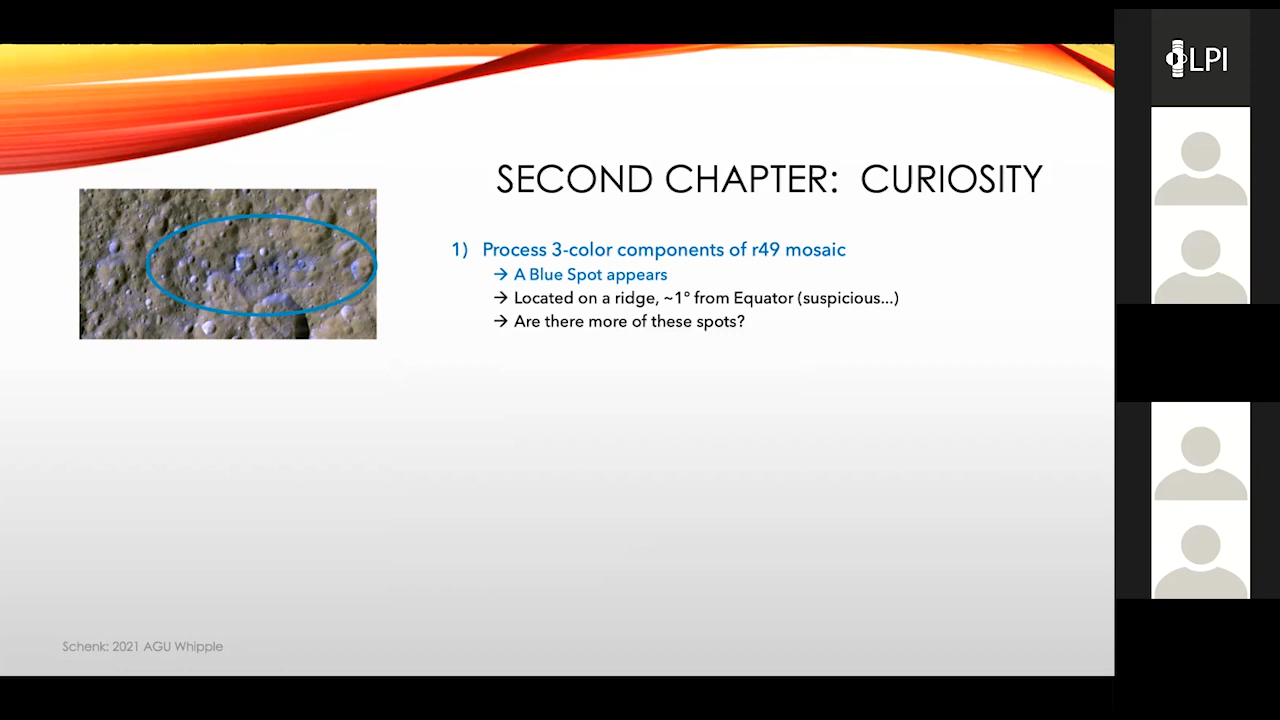 LPI
SECOND CHAPTER: CURIOSITY
1) Process 3-color components of r49 mosaic
→ A Blue Spot appears
→ Located on a ridge, ~1° from Equator (suspicious...)
→ Are there more of these spots?
Schenk: 2021 AGU Whipple